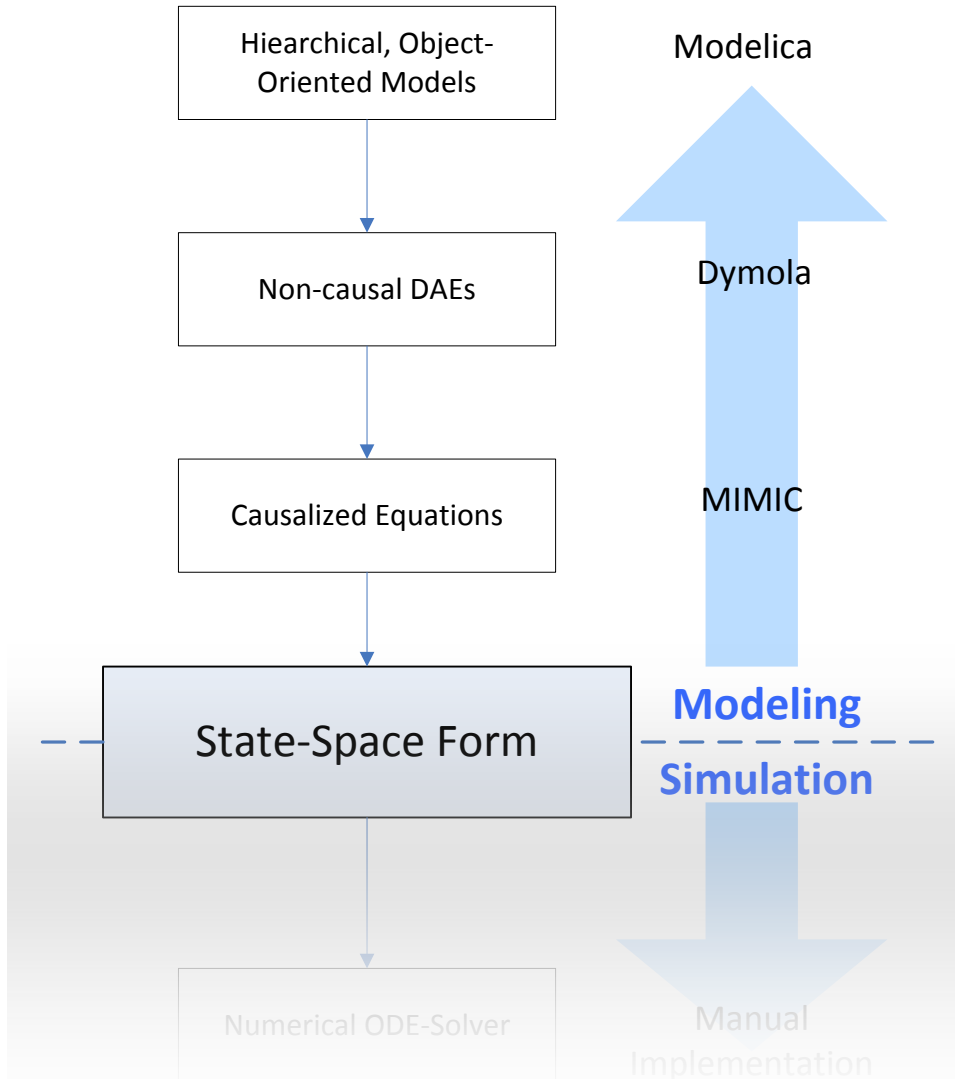 Hiearchical, Object-
Oriented Models
Modelica
Non-causal DAEs
Dymola
Causalized Equations
MIMIC
State-Space Form
Modeling
Simulation
Numerical ODE-Solver
Manual
Implementation